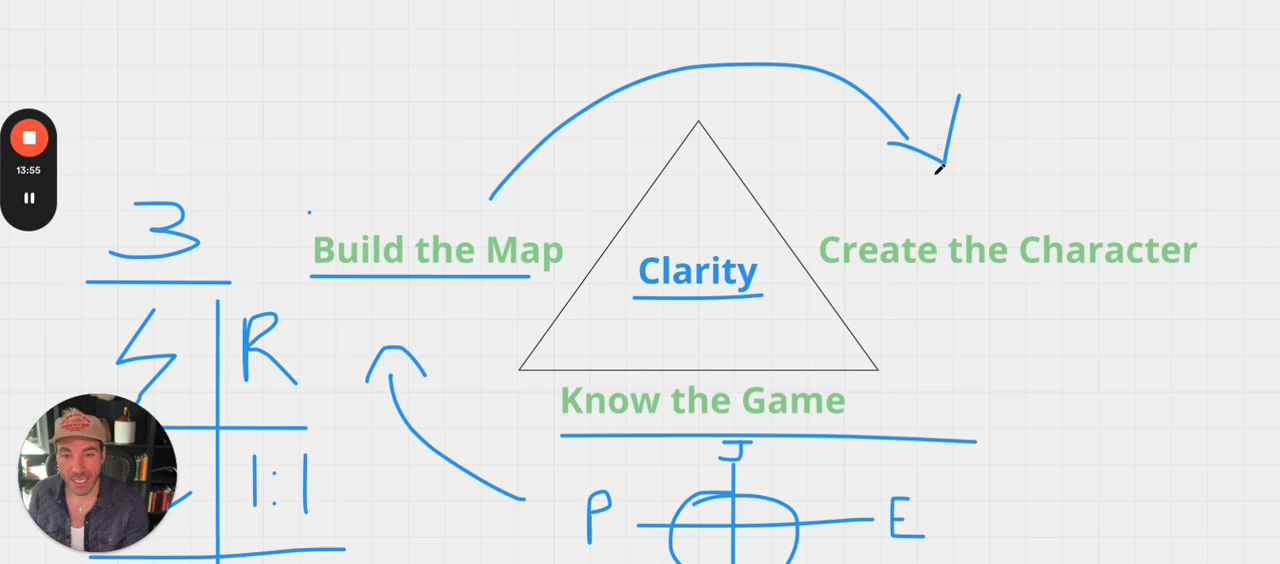 13:55
3
Build the Map
Clarity
Create the Character
R
Know the Game
1:1
J
P
E